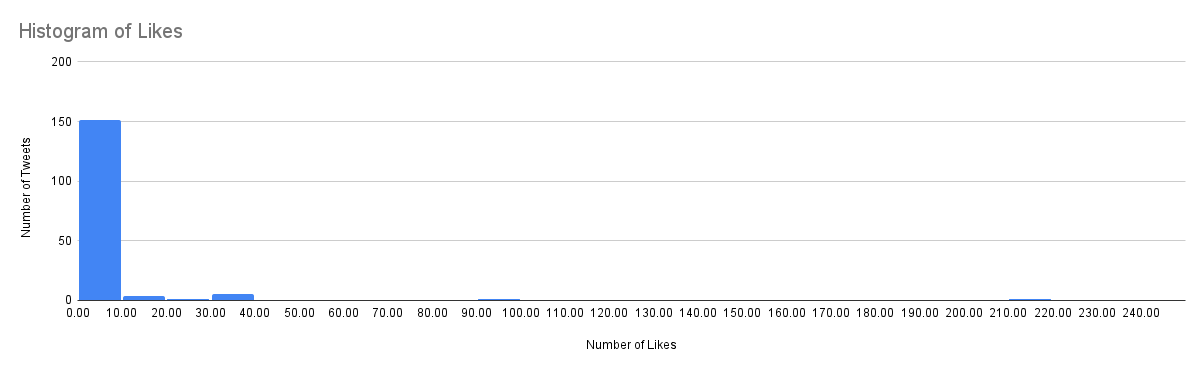 Histogram of Likes
200
150
100
50
0
Number of Tweets
0.00 10.00 20.00 30.00 40.00 50.00 60.00 70.00 80.00 90.00 100.00 110.00 120.00 130.00 140.00 150.00 160.00 170.00 180.00 190.00 200.00 210.00 220.00 230.00 240.00
Number of Likes